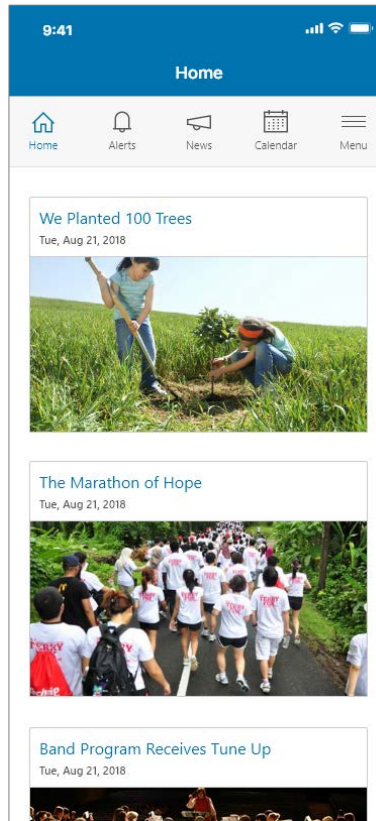 9:41
Home
Home
Alerts
News
Calendar
Menu
We Planted 100 Trees
Tue, Aug 21, 2018
The Marathon of Hope
Tue, Aug 21, 2018
Band Program Receives Tune Up
Tue, Aug 21, 2018